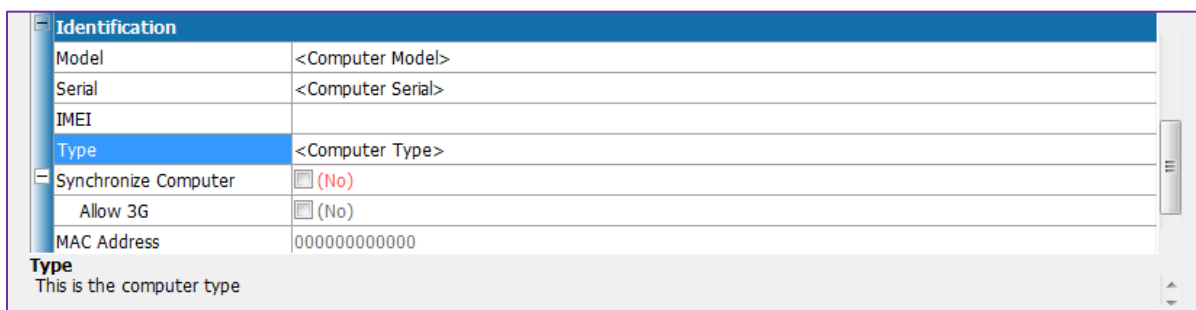 Identification
Model <Computer Model>
Serial <Computer Serial>
IMEI
Type <Computer Type>
Synchronize Computer (No)
Allow 3G (No)
MAC Address 000000000000
Type
This is the computer type